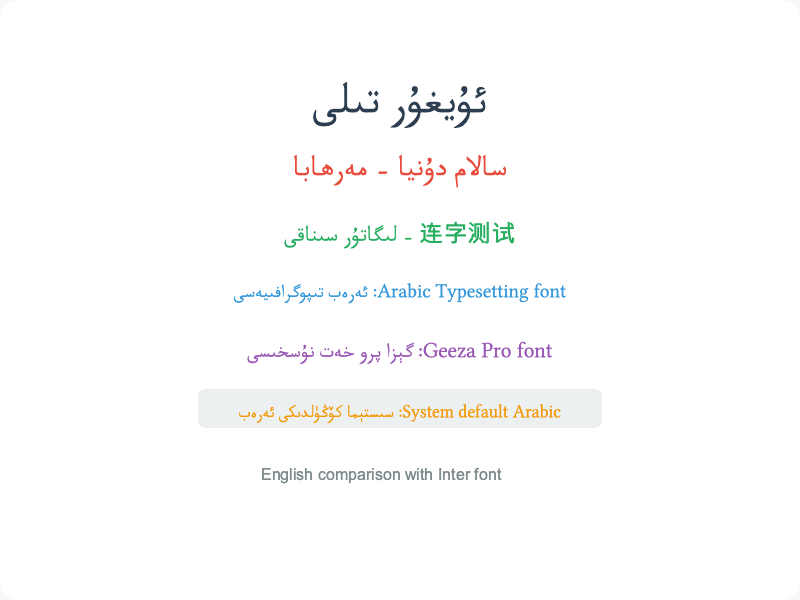 ئۇيغۇر تىلى
سالام دۇنيا - مەرھابا
连字测试 - لىگاتۇر سىناقى
Arabic Typesetting font: ئەرەب تىپوگرافىيەسى
Geeza Pro font: گېزا پرو خەت نۇسخىسى
System default Arabic: سىستېما كۆڭۈلدىكى ئەرەب
English comparison with Inter font